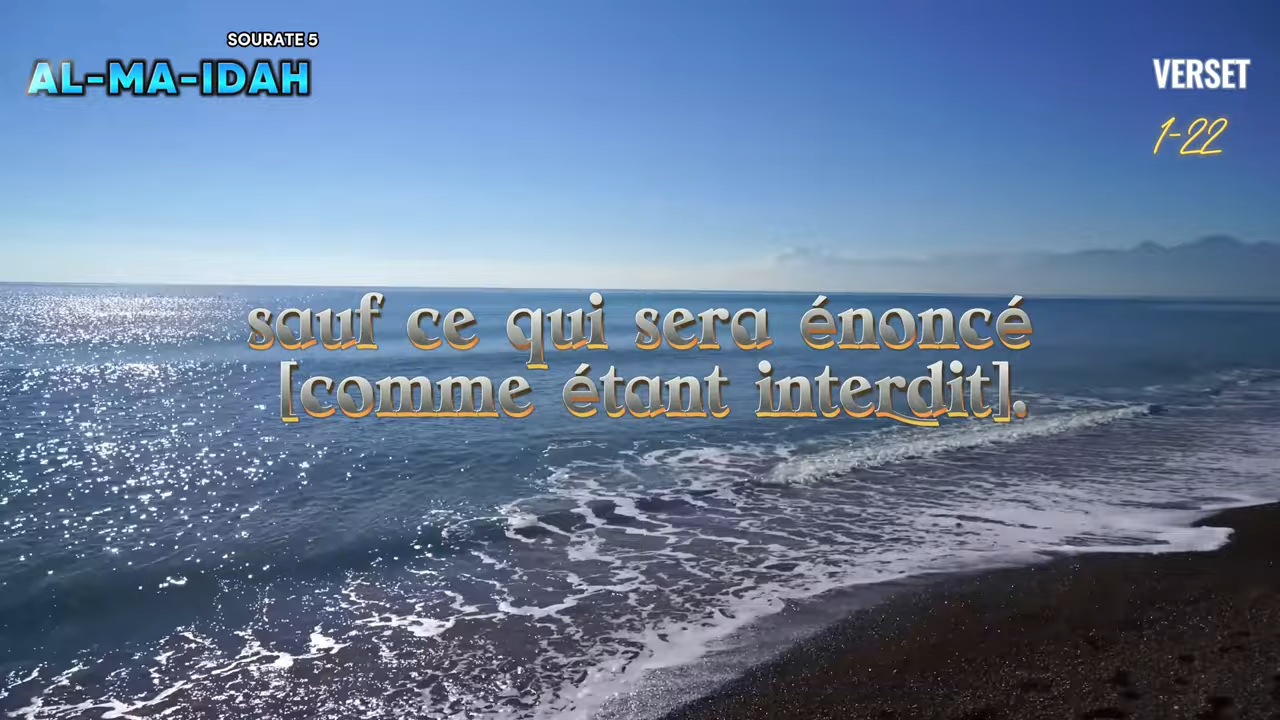 SOURATE 5
AL-MA-IDAH
VERSET
1-22
sauf ce qui sera énoncé
[comme étant interdit].